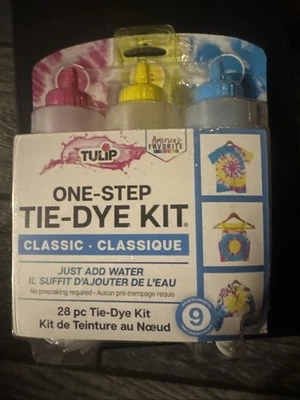 TULIP
America's
FAVORITE
ONE-STEP
TIE-DYE KIT®
CLASSIC · CLASSIQUE
JUST ADD WATER
IL SUFFIT D'AJOUTER DE L'EAU
No presoaking required · Aucun pré-trempage requis
28 pc Tie-Dye Kit
Kit de Teinture au Nœud
9